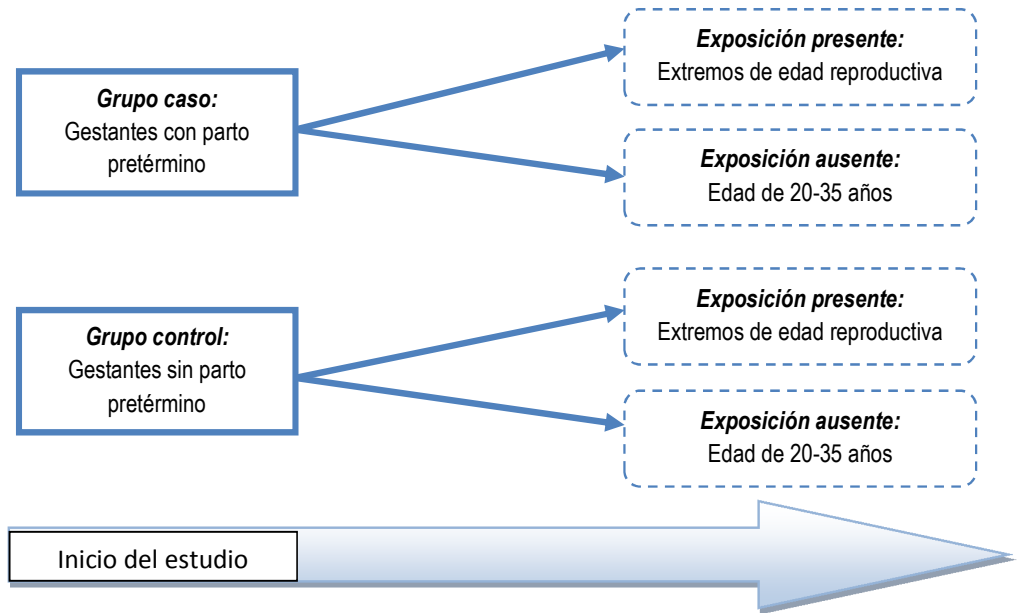 Exposición presente:
Extremos de edad reproductiva
Grupo caso:
Gestantes con parto
pretérmino
Exposición ausente:
Edad de 20-35 años
Exposición presente:
Extremos de edad reproductiva
Grupo control:
Gestantes sin parto
pretérmino
Exposición ausente:
Edad de 20-35 años
Inicio del estudio